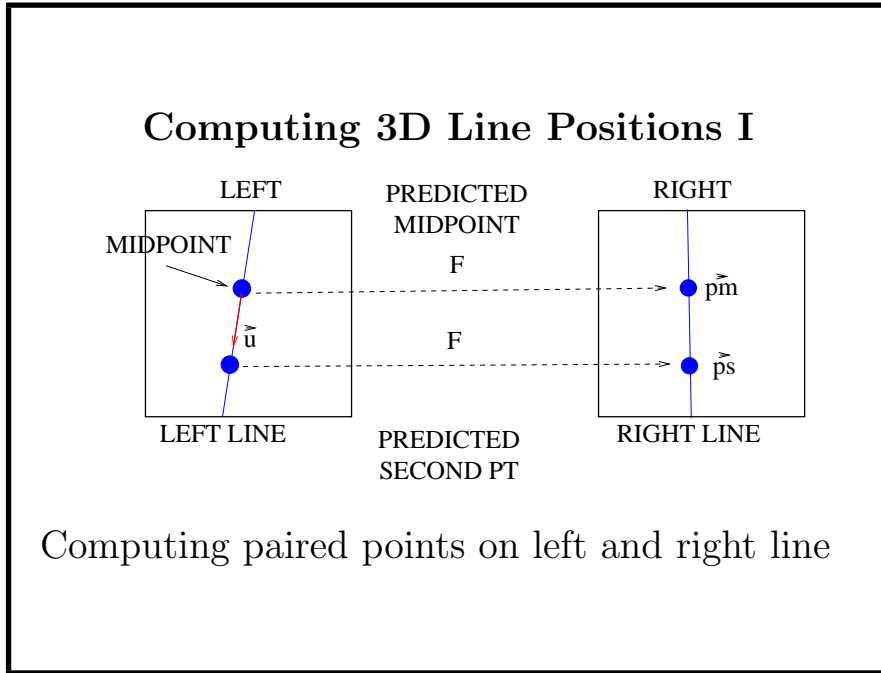 Computing 3D Line Positions I
LEFT
PREDICTED
MIDPOINT
RIGHT
MIDPOINT
F
pm
u
F
ps
LEFT LINE
PREDICTED
SECOND PT
RIGHT LINE
Computing paired points on left and right line